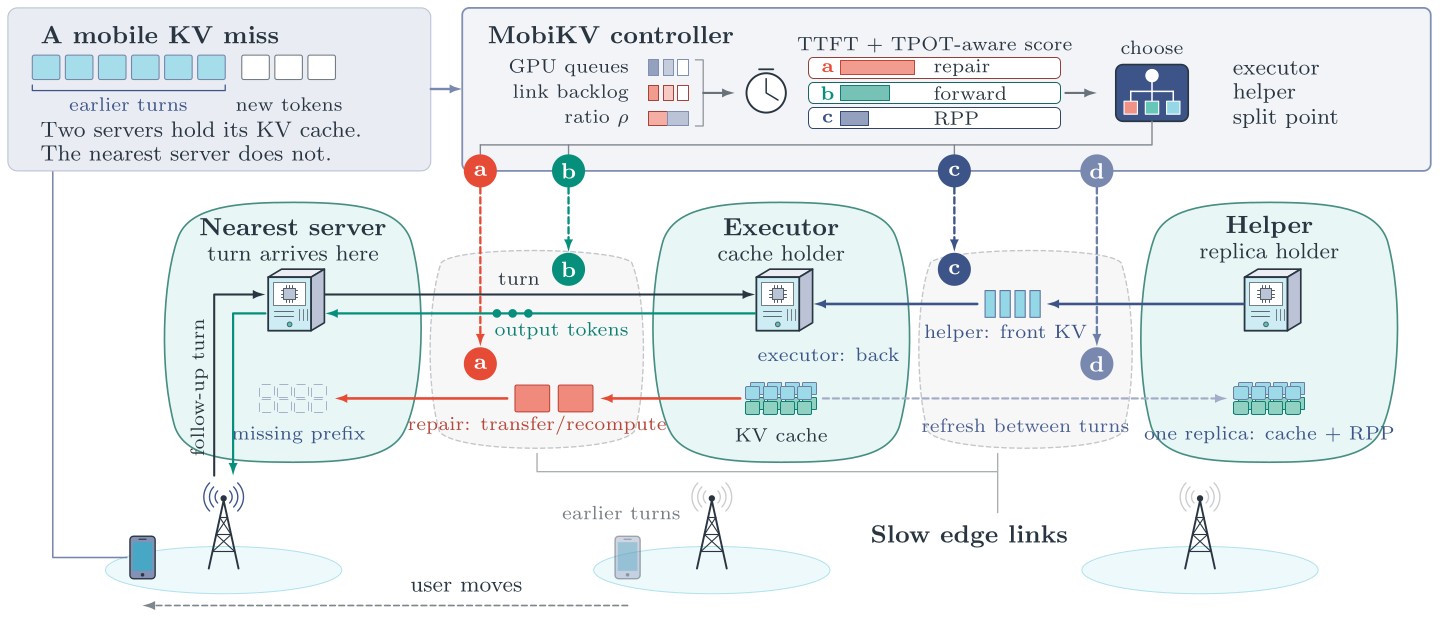 A mobile KV miss
earlier turns
new tokens
Two servers hold its KV cache.
The nearest server does not.
MobiKV controller
GPU queues
link backlog
ratio ρ
TTFT + TPOT-aware score
a repair
b forward
c RPP
choose
executor
helper
split point
a
b
c
d
Nearest server
turn arrives here
Executor
cache holder
Helper
replica holder
b
c
turn
output tokens
helper: front KV
executor: back
a
d
follow-up turn
missing prefix
repair: transfer/recompute
KV cache
refresh between turns
one replica: cache + RPP
earlier turns
Slow edge links
user moves